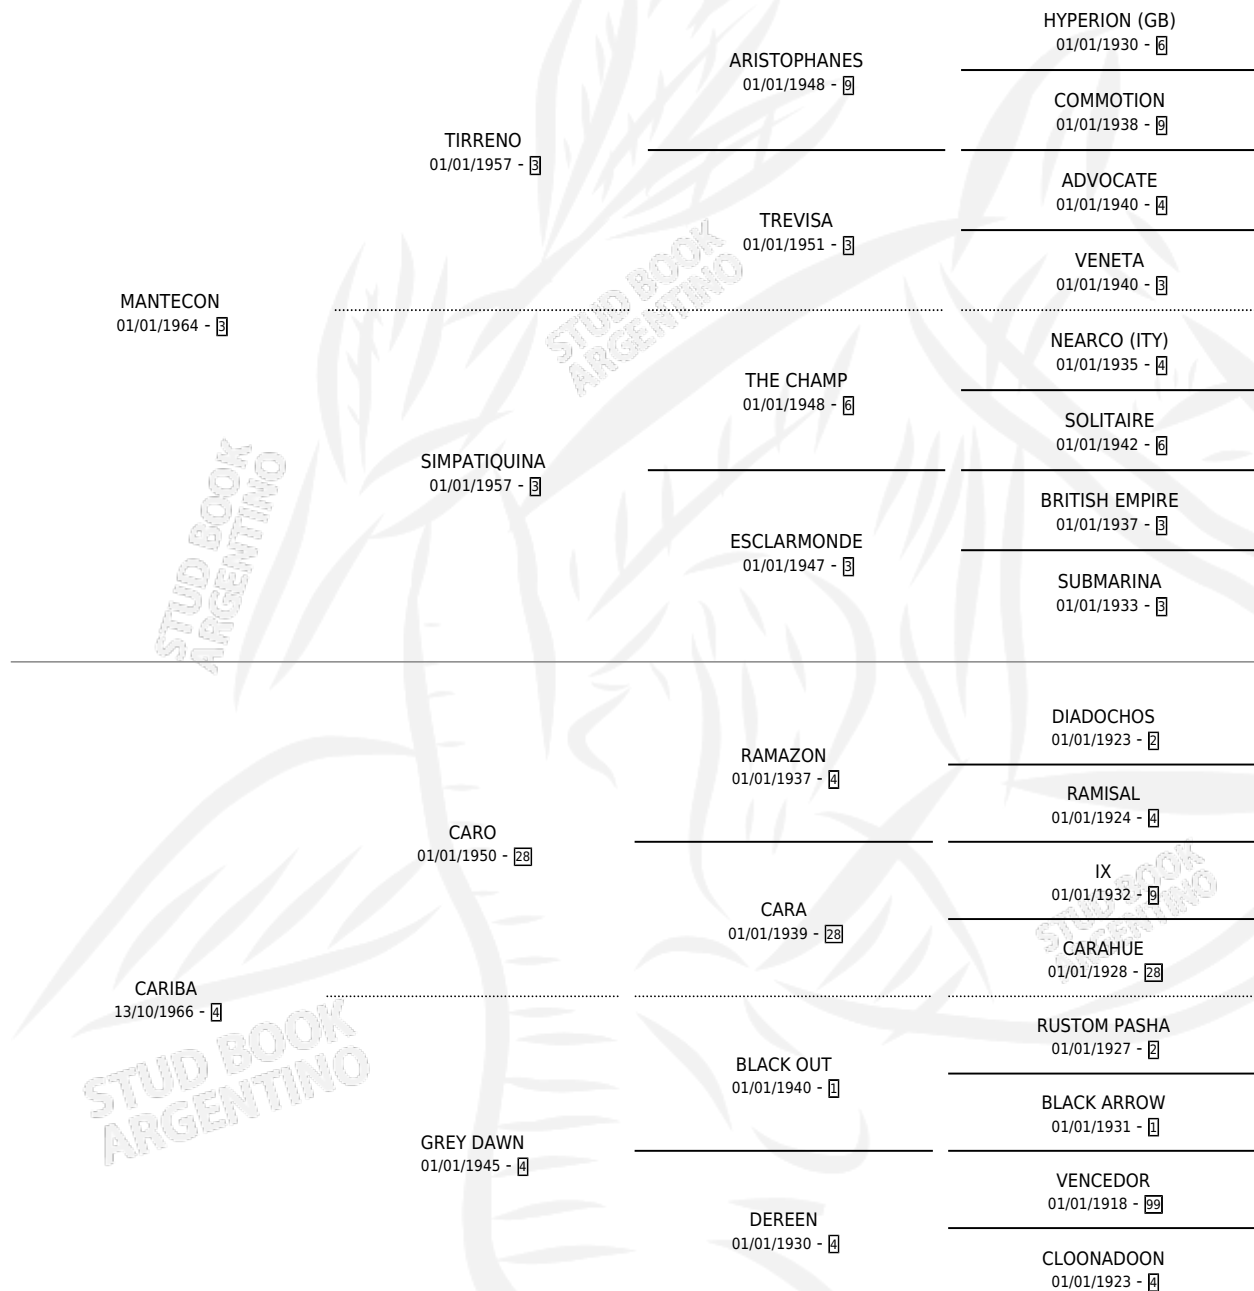 HYPERION (GB)
01/01/1930 - 6
ARISTOPHANES
01/01/1948 - 9
COMMOTION
01/01/1938 - 9
TIRRENO
01/01/1957 - 3
ADVOCATE
01/01/1940 - 4
TREVISA
01/01/1951 - 3
VENETA
01/01/1940 - 3
MANTECON
01/01/1964 - 3
NEARCO (ITY)
01/01/1935 - 4
THE CHAMP
01/01/1948 - 6
SOLITAIRE
01/01/1942 - 6
SIMPATIQUINA
01/01/1957 - 3
BRITISH EMPIRE
01/01/1937 - 3
ESCLARMONDE
01/01/1947 - 3
SUBMARINA
01/01/1933 - 3
STUD BOOK
ARGENTINO
STUD BOOK
ARGENTINO
DIADOCHOS
01/01/1923 - 2
RAMAZON
01/01/1937 - 4
RAMISAL
01/01/1924 - 4
CARO
01/01/1950 - 28
IX
01/01/1932 - 9
CARA
01/01/1939 - 28
CARAHUE
01/01/1928 - 28
STUD BOOK
ARGENTINO
CARIBA
13/10/1966 - 4
RUSTOM PASHA
01/01/1927 - 2
BLACK OUT
01/01/1940 - 1
BLACK ARROW
01/01/1931 - 1
STUD BOOK
ARGENTINO
GREY DAWN
01/01/1945 - 4
VENCEDOR
01/01/1918 - 99
DEREEN
01/01/1930 - 4
CLOONADOON
01/01/1923 - 4